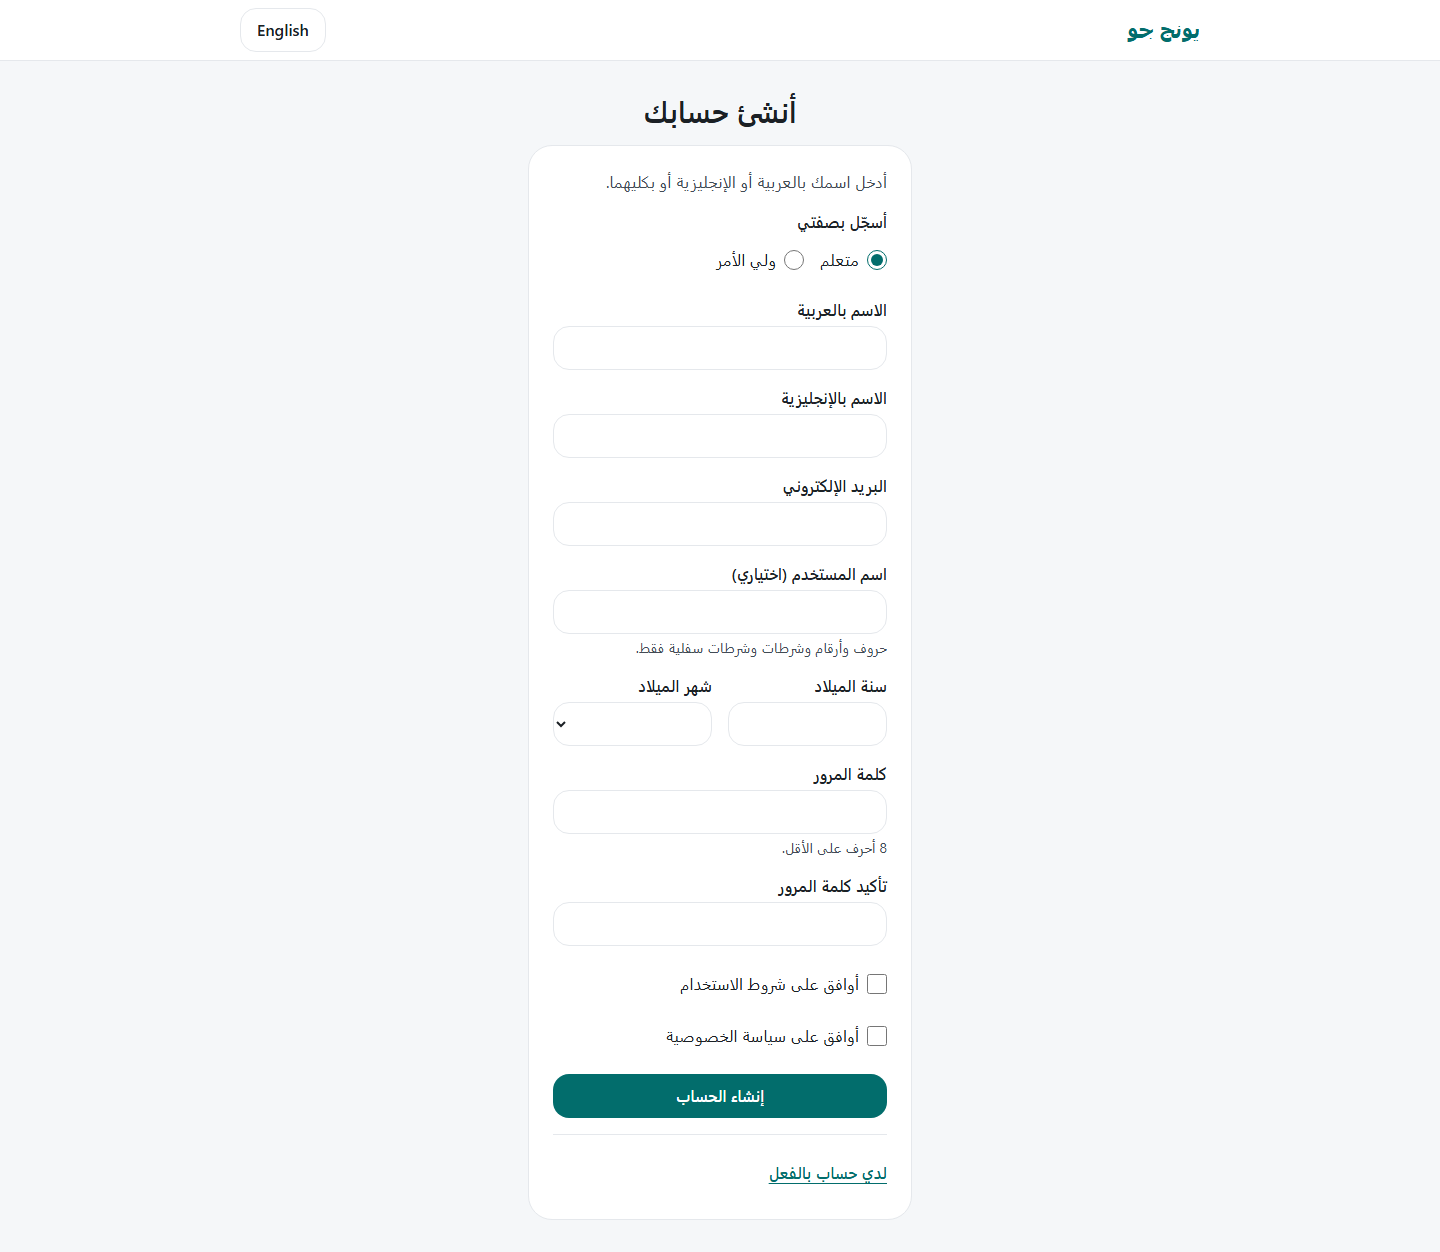 يونج جو
English
أنشئ حسابك
أدخل اسمك بالعربية أو الإنجليزية أو بكليهما.
أسجّل بصفتي
متعلم
ولي الأمر
الاسم بالعربية
الاسم بالإنجليزية
البريد الإلكتروني
اسم المستخدم (اختياري)
حروف وأرقام وشرطات وشرطات سفلية فقط.
سنة الميلاد
شهر الميلاد
كلمة المرور
8 أحرف على الأقل.
تأكيد كلمة المرور
أوافق على شروط الاستخدام
أوافق على سياسة الخصوصية
إنشاء الحساب
لدي حساب بالفعل